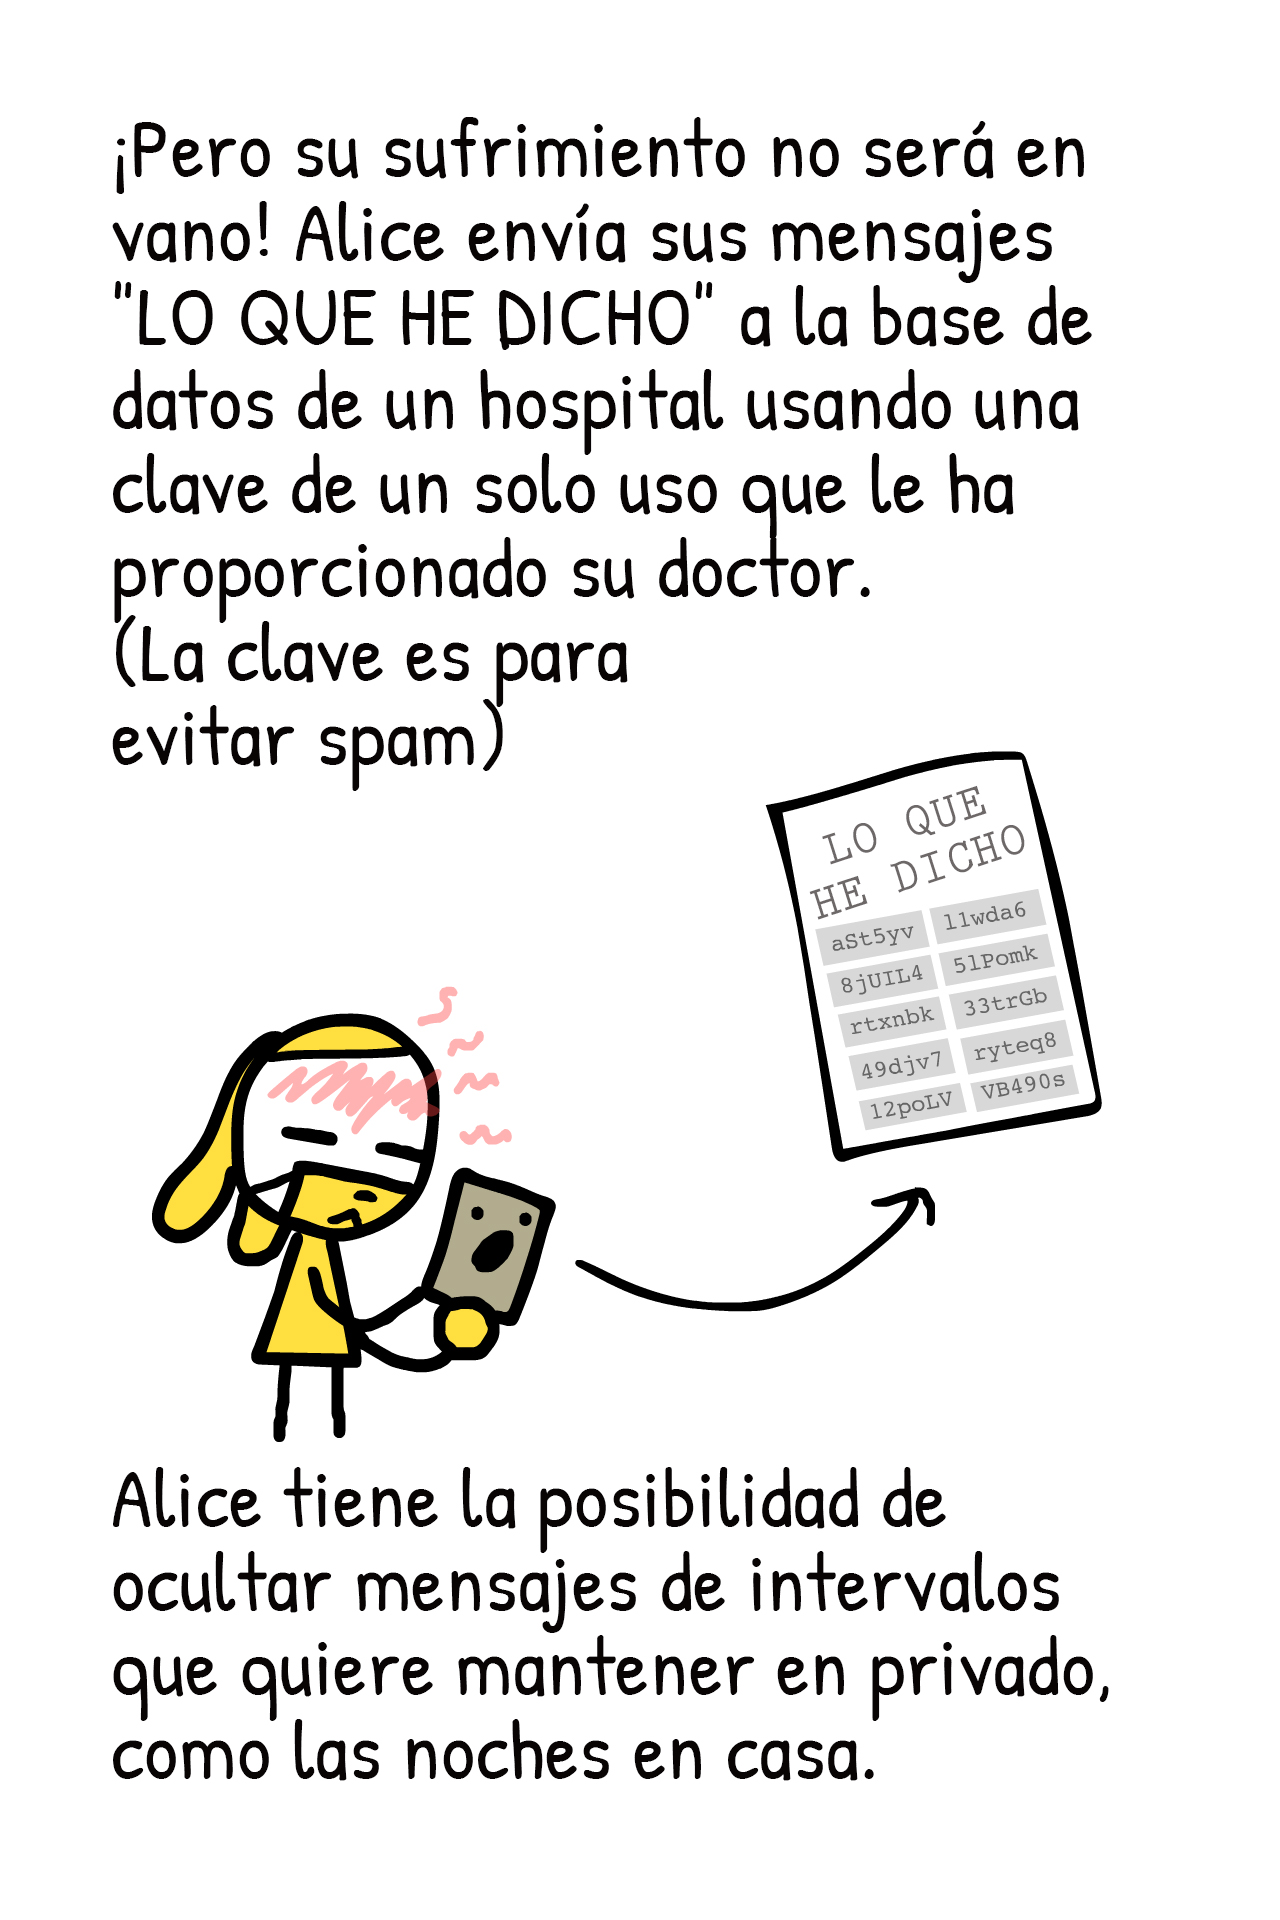 ¡Pero su sufrimiento no será en
vano! Alice envía sus mensajes
"LO QUE HE DICHO" a la base de
datos de un hospital usando una
clave de un solo uso que le ha
proporcionado su doctor.
(La clave es para
evitar spam)
LO QUE
HE DICHO
aSt5yv l1wda6
8jUIL4 5lPomk
rtxnbk 33trGb
49djv7 ryteq8
12poLV VB490s
Alice tiene la posibilidad de
ocultar mensajes de intervalos
que quiere mantener en privado,
como las noches en casa.